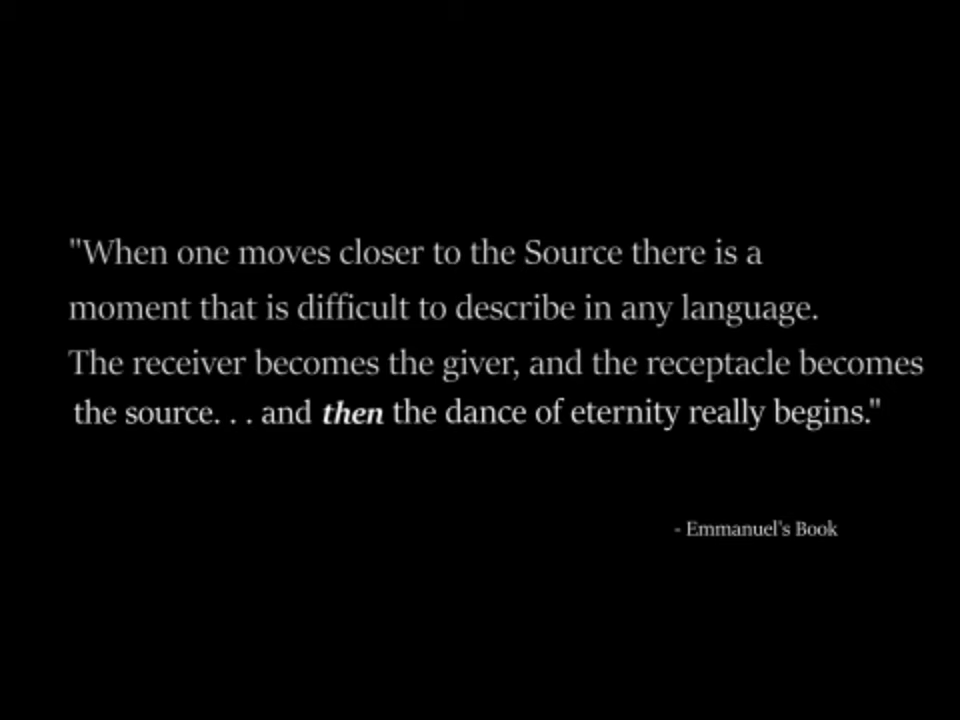 "When one moves closer to the Source there is a
moment that is difficult to describe in any language.
The receiver becomes the giver, and the receptacle becomes
the source. . . and then the dance of eternity really begins."
- Emmanuel's Book